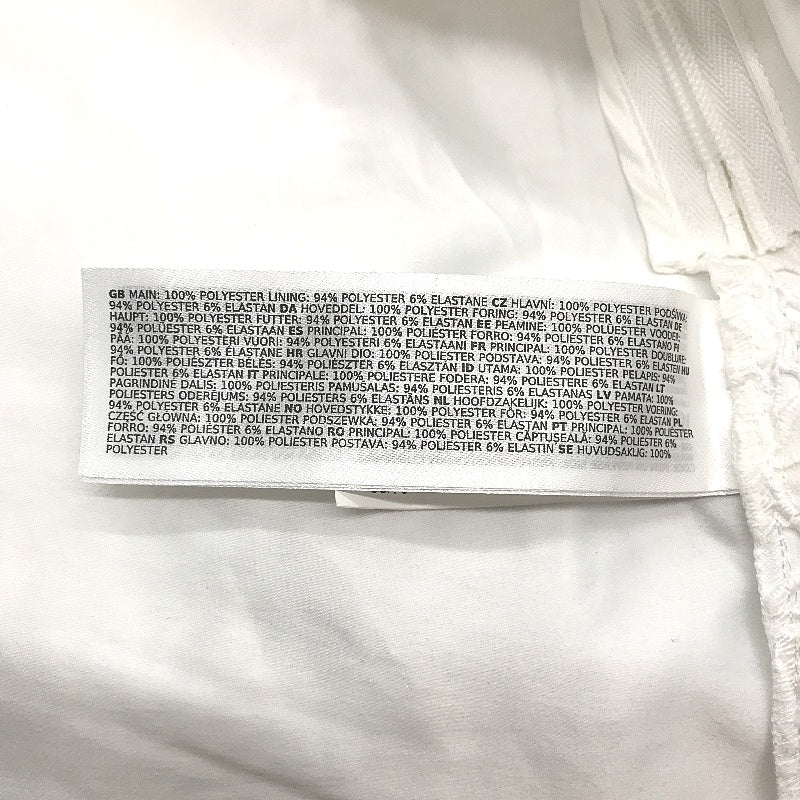 GB MAIN: 100% POLYESTER LINING: 94% POLYESTER 6% ELASTANE CZ HLAVNÍ: 100% POLYESTER PODŠÍVKA:
94% POLYESTER 6% ELASTAN DA HOVEDDEL: 100% POLYESTER FORING: 94% POLYESTER 6% ELASTAN DE
HAUPT: 100% POLYESTER FUTTER: 94% POLYESTER 6% ELASTAN EE PEAMINE: 100% POLÜESTER VOODER:
94% POLÜESTER 6% ELASTAAN ES PRINCIPAL: 100% POLIÉSTER FORRO: 94% POLIÉSTER 6% ELASTANO FI
PÄÄ: 100% POLYESTERI VUORI: 94% POLYESTERI 6% ELASTAANI FR PRINCIPAL: 100% POLYESTER DOUBLURE:
94% POLYESTER 6% ELASTHANNE HR GLAVNI DIO: 100% POLIESTER PODSTAVA: 94% POLIESTER 6% ELASTEN HU
FŐ: 100% POLIÉSZTER BÉLÉS: 94% POLIÉSZTER 6% ELASZTÁN ID UTAMA: 100% POLIESTER PELAPIS: 94%
POLIESTER 6% ELASTAN IT PRINCIPALE: 100% POLIESTERE FODERA: 94% POLIESTERE 6% ELASTAN LT
PAGRINDINĖ DALIS: 100% POLIESTERIS PAMUŠALAS: 94% POLIESTERIS 6% ELASTANAS LV PAMATA: 100%
POLIESTERS ODERĒJUMS: 94% POLIESTERS 6% ELASTĀNS NL HOOFDZAKELIJK: 100% POLYESTER VOERING:
94% POLYESTER 6% ELASTANE NO HOVEDSTYKKE: 100% POLYESTER FÔR: 94% POLYESTER 6% ELASTAN PL
CZĘŚĆ GŁÓWNA: 100% POLIESTER PODSZEWKA: 94% POLIESTER 6% ELASTAN PT PRINCIPAL: 100% POLIÉSTER
FORRO: 94% POLIÉSTER 6% ELASTANO RO PRINCIPAL: 100% POLIESTER CĂPTUŞEALĂ: 94% POLIESTER 6%
ELASTAN RS GLAVNO: 100% POLIESTER POSTAVA: 94% POLIESTER 6% ELASTIN SE HUVUDSAKLIG: 100%
POLYESTER